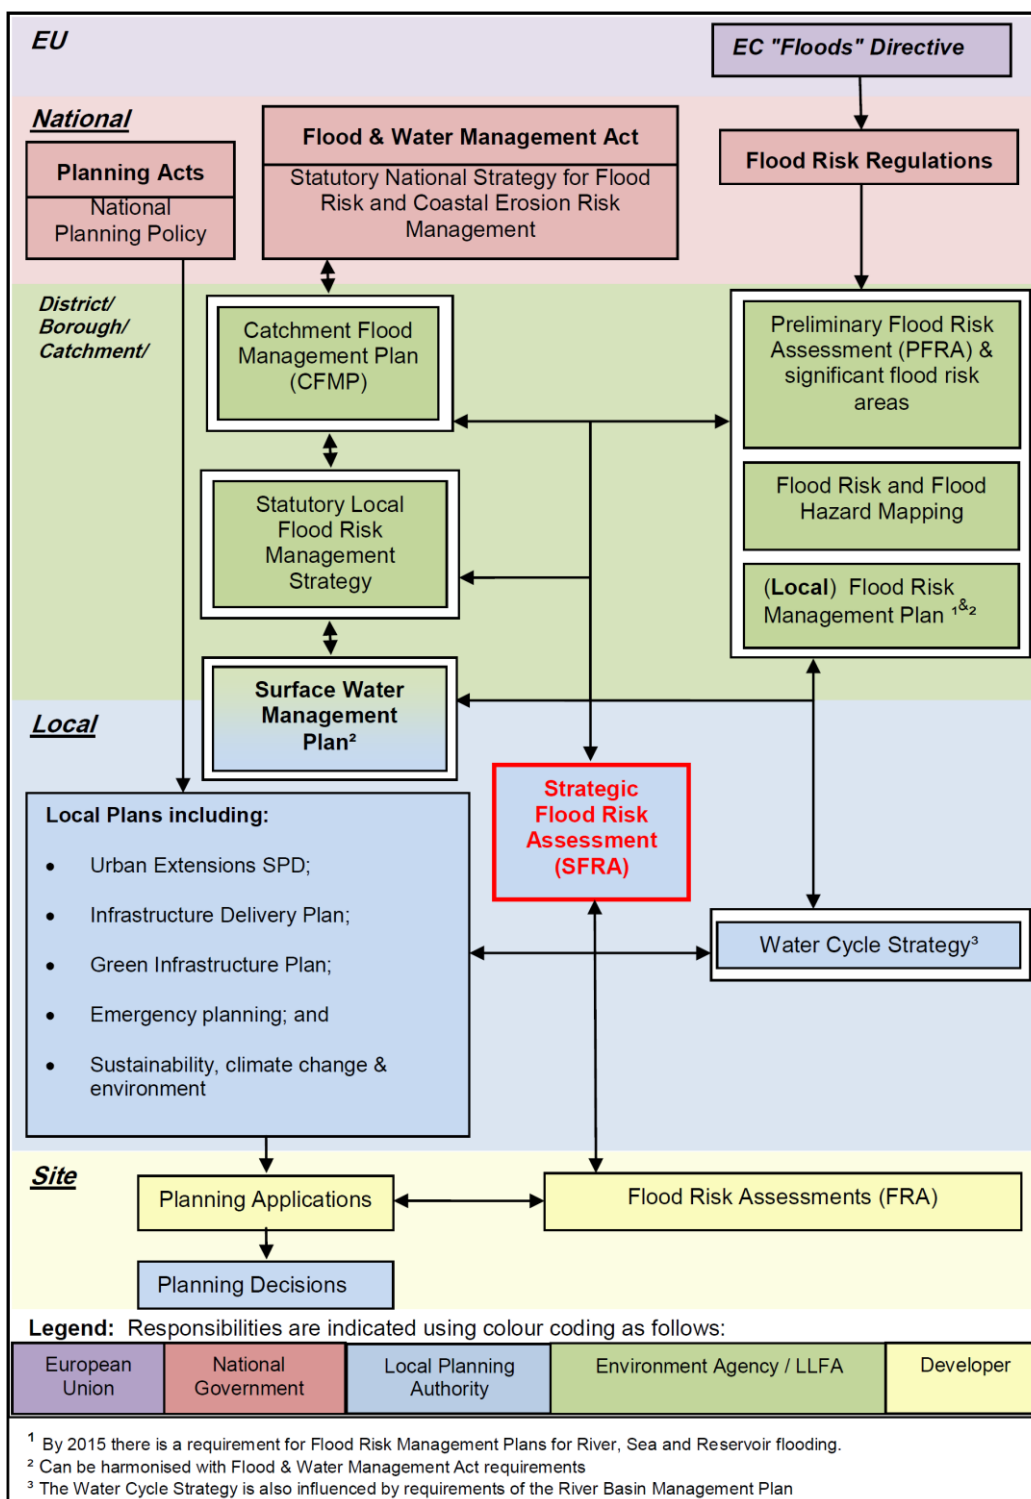 EU
EC "Floods" Directive
National
Planning Acts
National
Planning Policy
Flood & Water Management Act
Statutory National Strategy for Flood
Risk and Coastal Erosion Risk
Management
Flood Risk Regulations
District/
Borough/
Catchment/
Catchment Flood
Management Plan
(CFMP)
Preliminary Flood Risk
Assessment (PFRA) &
significant flood risk
areas
Statutory Local
Flood Risk
Management
Strategy
Flood Risk and Flood
Hazard Mapping
(Local) Flood Risk
Management Plan ¹&²
Surface Water
Management
Plan²
Local
Strategic
Flood Risk
Assessment
(SFRA)
Local Plans including:
• Urban Extensions SPD;
• Infrastructure Delivery Plan;
• Green Infrastructure Plan;
• Emergency planning; and
• Sustainability, climate change &
environment
Water Cycle Strategy³
Site
Planning Applications
Flood Risk Assessments (FRA)
Planning Decisions
Legend: Responsibilities are indicated using colour coding as follows:
European
Union
National
Government
Local Planning
Authority
Environment Agency / LLFA
Developer
¹ By 2015 there is a requirement for Flood Risk Management Plans for River, Sea and Reservoir flooding.
² Can be harmonised with Flood & Water Management Act requirements
³ The Water Cycle Strategy is also influenced by requirements of the River Basin Management Plan